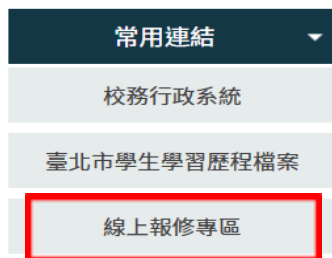 常用連結
校務行政系統
臺北市學生學習歷程檔案
線上報修專區